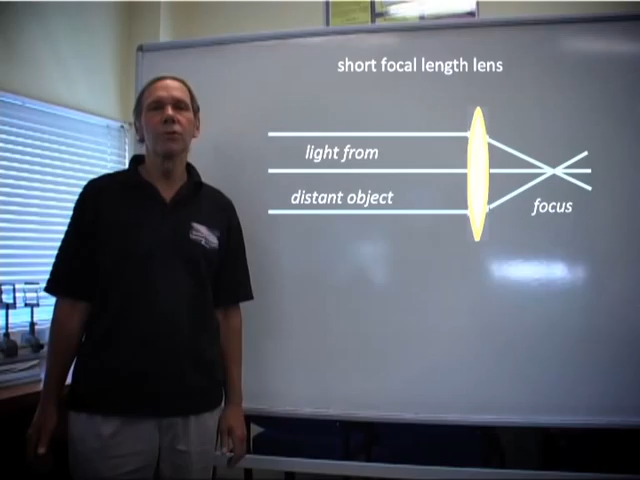 short focal length lens
light from
distant object
focus